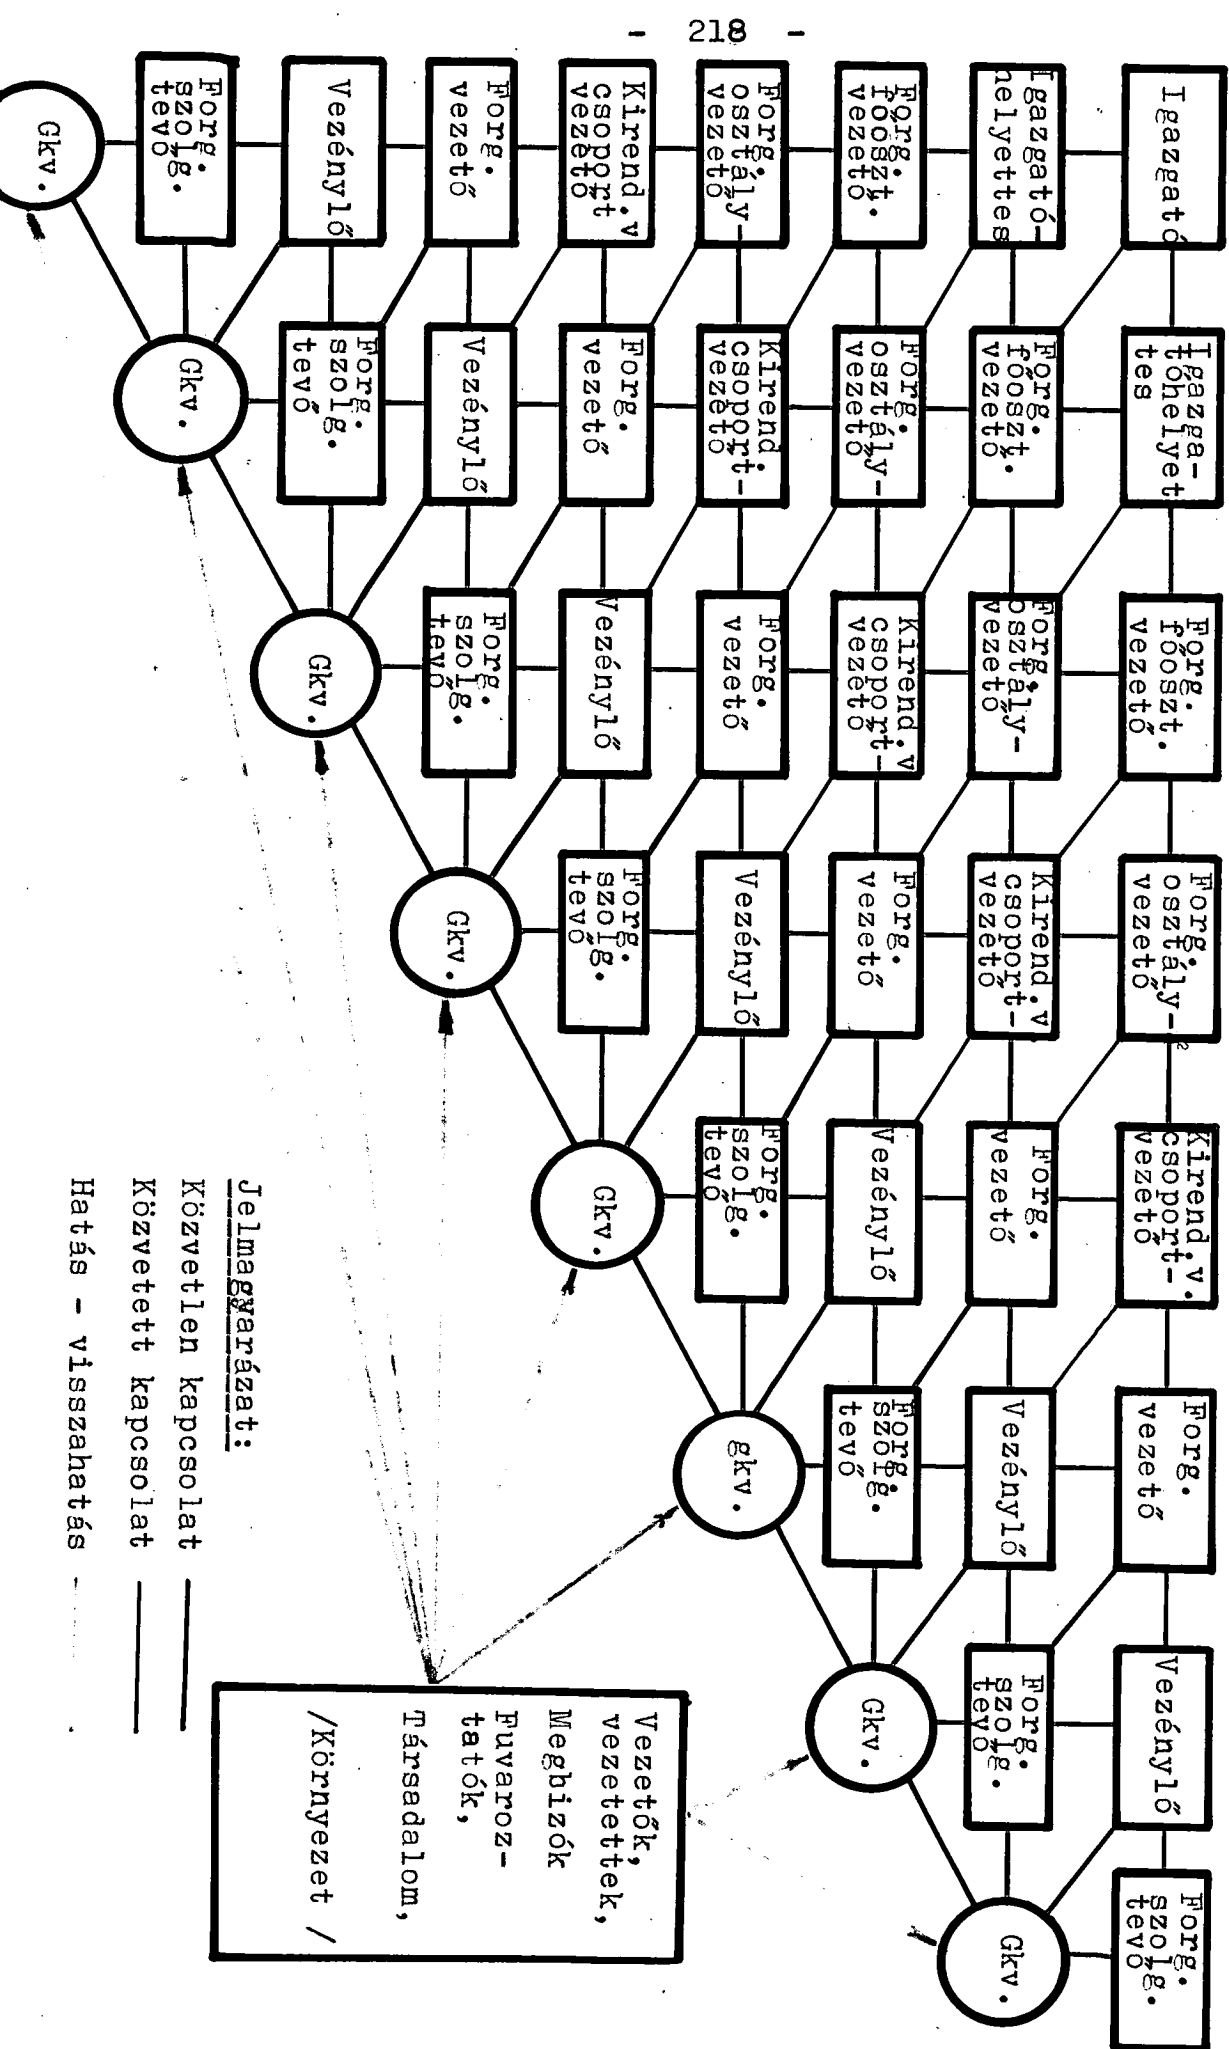 - 218 -
Igazgató
Igazga-
tóhelyet
tes
Forg.
főoszt.
vezető
Forg.
osztály-
vezető
Kirend.v.
csoport-
vezető
Forg.
vezető
Vezénylő
Forg.
szolg.
tevő
Igazgató-
helyettes
Forg.
főoszt.
vezető
Forg.
osztály-
vezető
Kirend.v
csoport-
vezető
Forg.
vezető
Vezénylő
Forg.
szolg.
tevő
Gkv.
Forg.
főoszt.
vezető
Forg.
osztály-
vezető
Kirend.v
csoport-
vezető
Forg.
vezető
Vezénylő
Forg.
szolg.
tevő
Gkv.
Forg.
osztály-
vezető
Kirend.
csoport-
vezető
Forg.
vezető
Vezénylő
Forg.
szolg.
tevő
gkv.
Kirend.v
csoport
vezető
Forg.
vezető
Vezénylő
Forg.
szolg.
tevő
Gkv.
Forg.
vezető
Vezénylő
Forg.
szolg.
tevő
Gkv.
Vezénylő
Forg.
szolg.
tevő
Gkv.
Forg.
szolg.
tevő
Gkv.
Gkv.
Vezetők,
vezetettek,
Megbizók
Fuvaroz-
tatók,
Társadalom,
/Környezet /
Jelmagyarázat:
Közvetlen kapcsolat
Közvetett kapcsolat
Hatás - visszahatás